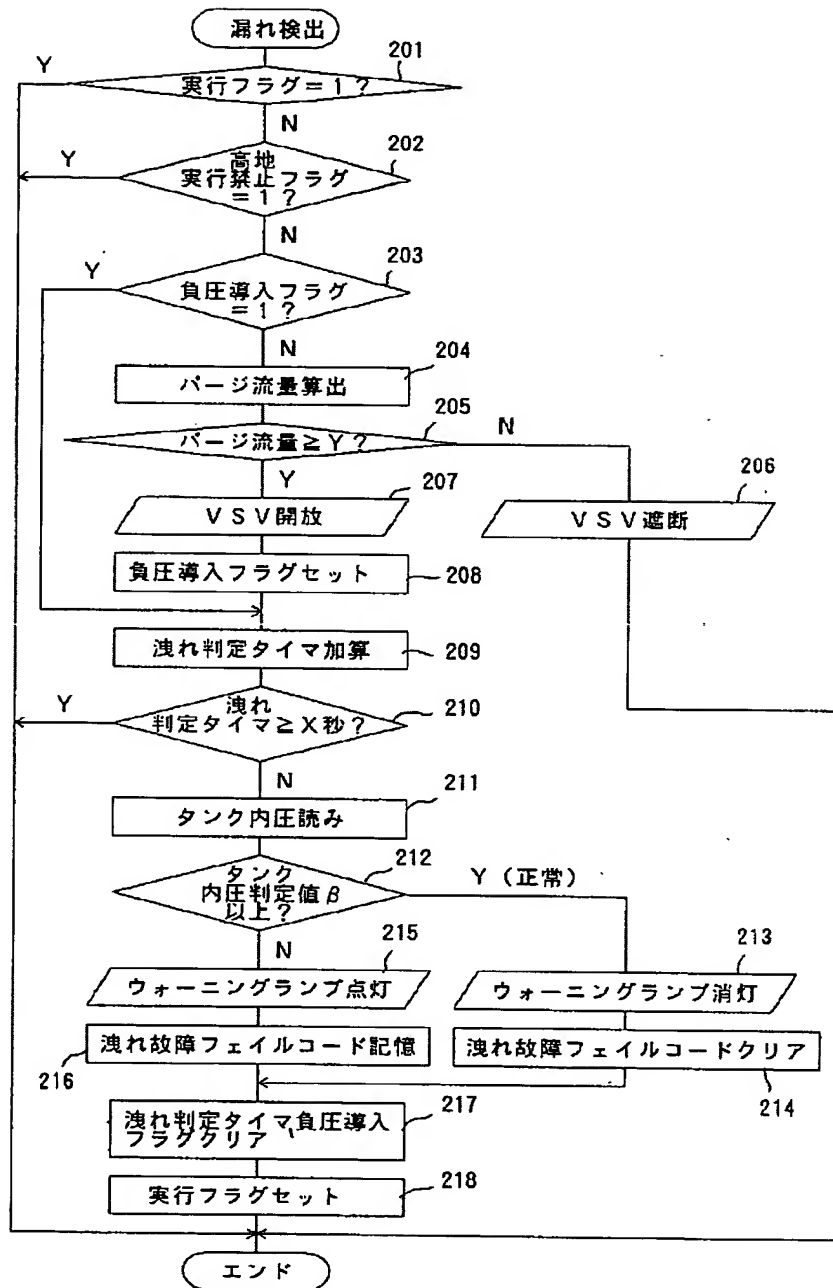 漏れ検出
201
Y
実行フラグ=1?
N
202
Y
高地
実行禁止フラグ
=1?
N
203
Y
負圧導入フラグ
=1?
N
204
パージ流量算出
205
パージ流量≧Y?
N
Y
207
206
VSV開放
VSV遮断
負圧導入フラグセット
208
洩れ判定タイマ加算
209
Y
洩れ
判定タイマ≧X秒?
210
N
211
タンク内圧読み
212
タンク
内圧判定値β
以上?
Y(正常)
N
215
213
ウォーニングランプ点灯
ウォーニングランプ消灯
216
洩れ故障フェイルコード記憶
洩れ故障フェイルコードクリア
214
217
洩れ判定タイマ、負圧導入
フラグクリア
218
実行フラグセット
エンド